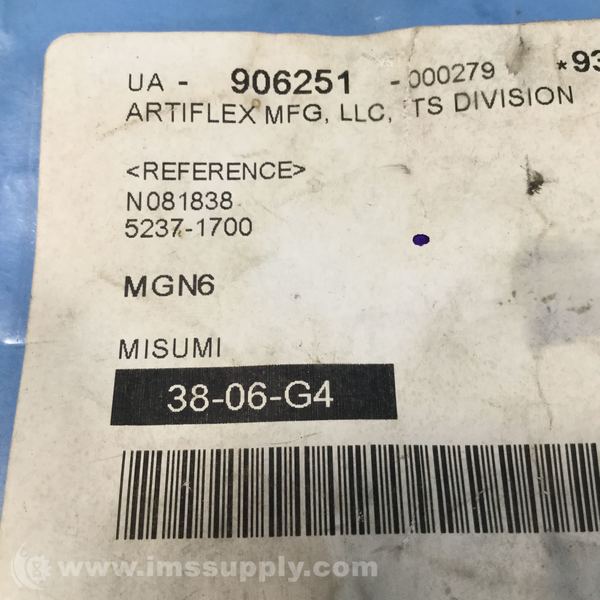 UA - 906251 -000279 *93
ARTIFLEX MFG, LLC, TS DIVISION
<REFERENCE>
N081838
5237-1700
MGN6
MISUMI
38-06-G4
www.imssupply.com